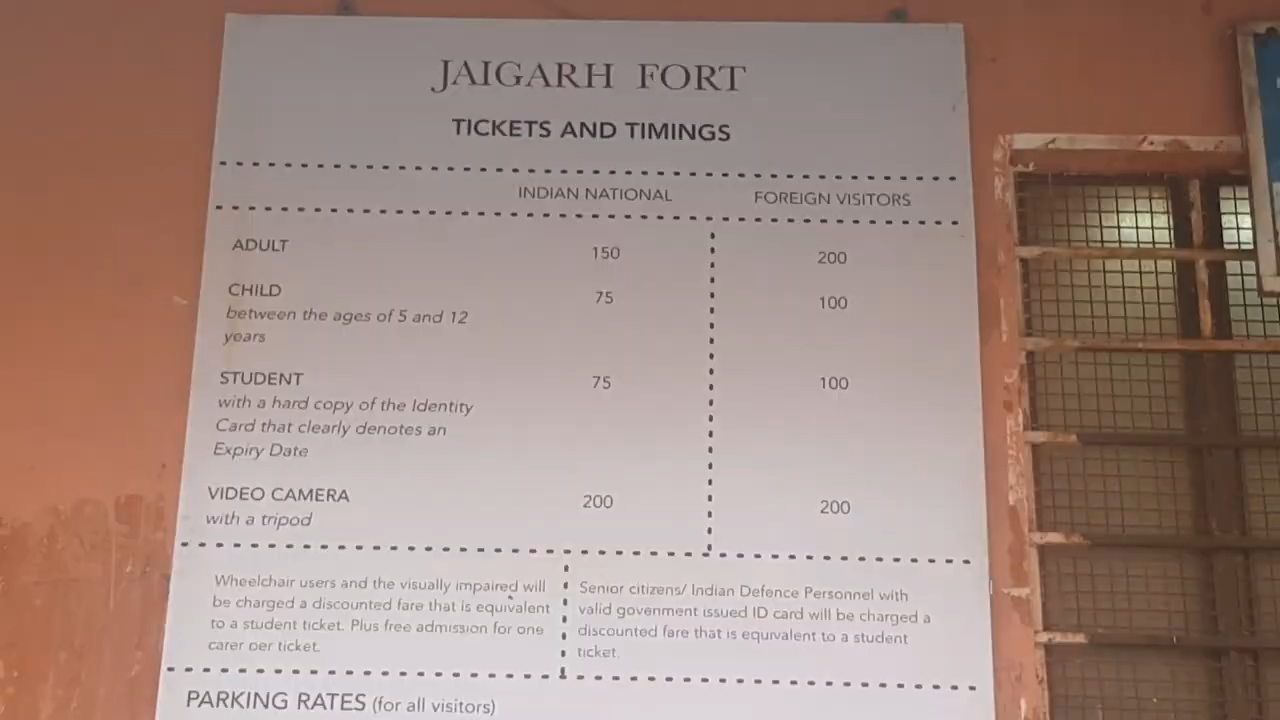 JAIGARH FORT
TICKETS AND TIMINGS
INDIAN NATIONAL FOREIGN VISITORS
ADULT 150 200
CHILD 75 100
between the ages of 5 and 12
years
STUDENT 75 100
with a hard copy of the Identity
Card that clearly denotes an
Expiry Date
VIDEO CAMERA 200 200
with a tripod
Wheelchair users and the visually impaired will
be charged a discounted fare that is equivalent
to a student ticket. Plus free admission for one
carer per ticket.
Senior citizens/ Indian Defence Personnel with
valid govenment issued ID card will be charged a
discounted fare that is equivalent to a student
ticket.
PARKING RATES (for all visitors)